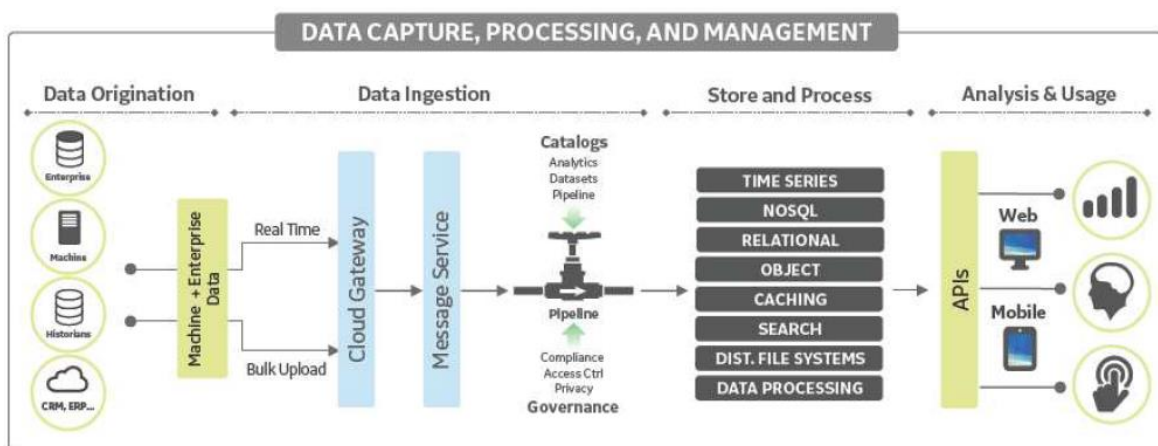 DATA CAPTURE, PROCESSING, AND MANAGEMENT
Data Origination
Data Ingestion
Store and Process
Analysis & Usage
Enterprise
Machine
Historians
CRM, ERP...
Machine + Enterprise
Data
Real Time
Bulk Upload
Cloud Gateway
Message Service
Catalogs
Analytics
Datasets
Pipeline
Pipeline
Compliance
Access Ctrl
Privacy
Governance
TIME SERIES
NOSQL
RELATIONAL
OBJECT
CACHING
SEARCH
DIST. FILE SYSTEMS
DATA PROCESSING
APIs
Web
Mobile